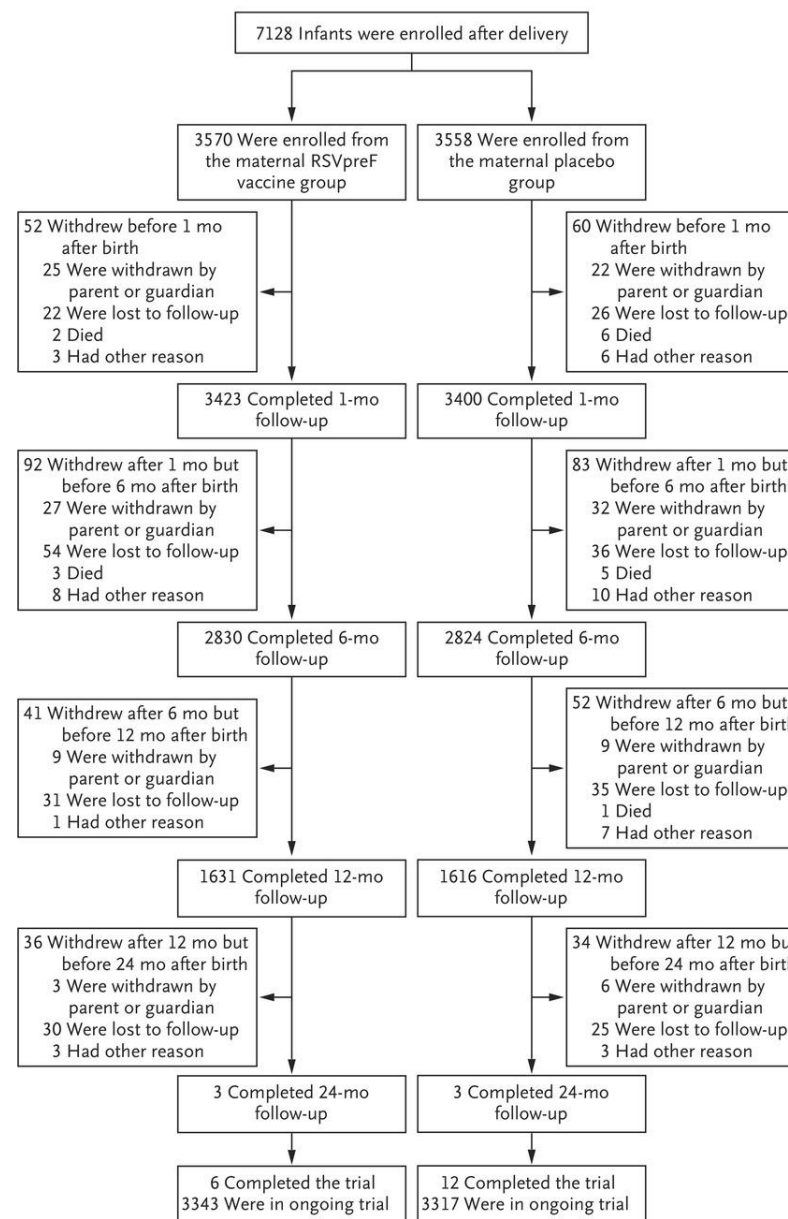 7128 Infants were enrolled after delivery
3570 Were enrolled from
the maternal RSVpreF
vaccine group
3558 Were enrolled from
the maternal placebo
group
52 Withdrew before 1 mo
after birth
25 Were withdrawn by
parent or guardian
22 Were lost to follow-up
2 Died
3 Had other reason
60 Withdrew before 1 mo
after birth
22 Were withdrawn by
parent or guardian
26 Were lost to follow-up
6 Died
6 Had other reason
3423 Completed 1-mo
follow-up
3400 Completed 1-mo
follow-up
92 Withdrew after 1 mo but
before 6 mo after birth
27 Were withdrawn by
parent or guardian
54 Were lost to follow-up
3 Died
8 Had other reason
83 Withdrew after 1 mo but
before 6 mo after birth
32 Were withdrawn by
parent or guardian
36 Were lost to follow-up
5 Died
10 Had other reason
2830 Completed 6-mo
follow-up
2824 Completed 6-mo
follow-up
41 Withdrew after 6 mo but
before 12 mo after birth
9 Were withdrawn by
parent or guardian
31 Were lost to follow-up
1 Had other reason
52 Withdrew after 6 mo but
before 12 mo after birth
9 Were withdrawn by
parent or guardian
35 Were lost to follow-up
1 Died
7 Had other reason
1631 Completed 12-mo
follow-up
1616 Completed 12-mo
follow-up
36 Withdrew after 12 mo but
before 24 mo after birth
3 Were withdrawn by
parent or guardian
30 Were lost to follow-up
3 Had other reason
34 Withdrew after 12 mo but
before 24 mo after birth
6 Were withdrawn by
parent or guardian
25 Were lost to follow-up
3 Had other reason
3 Completed 24-mo
follow-up
3 Completed 24-mo
follow-up
6 Completed the trial
3343 Were in ongoing trial
12 Completed the trial
3317 Were in ongoing trial